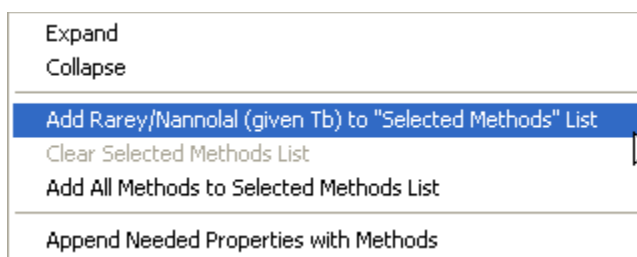 Expand
Collapse
Add Rarey/Nannolal (given Tb) to "Selected Methods" List
Clear Selected Methods List
Add All Methods to Selected Methods List
Append Needed Properties with Methods